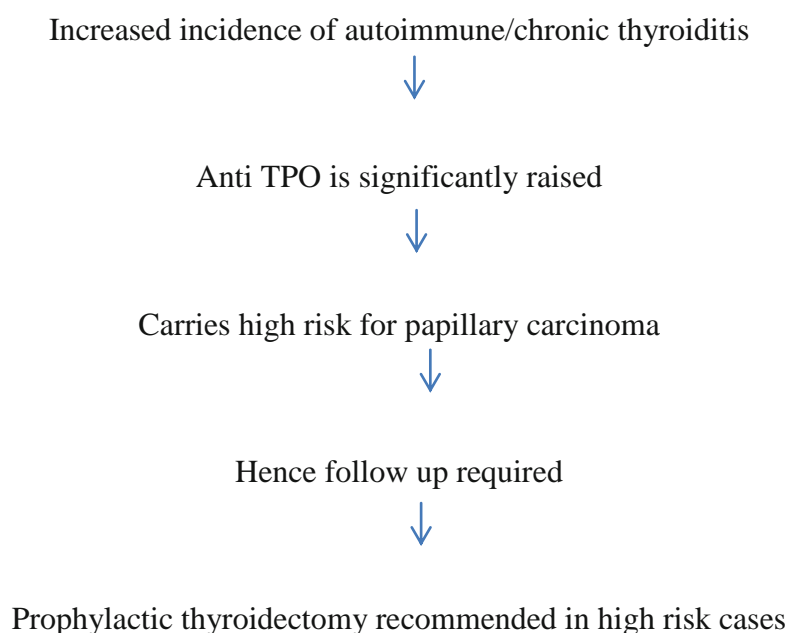 Increased incidence of autoimmune/chronic thyroiditis
Anti TPO is significantly raised
Carries high risk for papillary carcinoma
Hence follow up required
Prophylactic thyroidectomy recommended in high risk cases